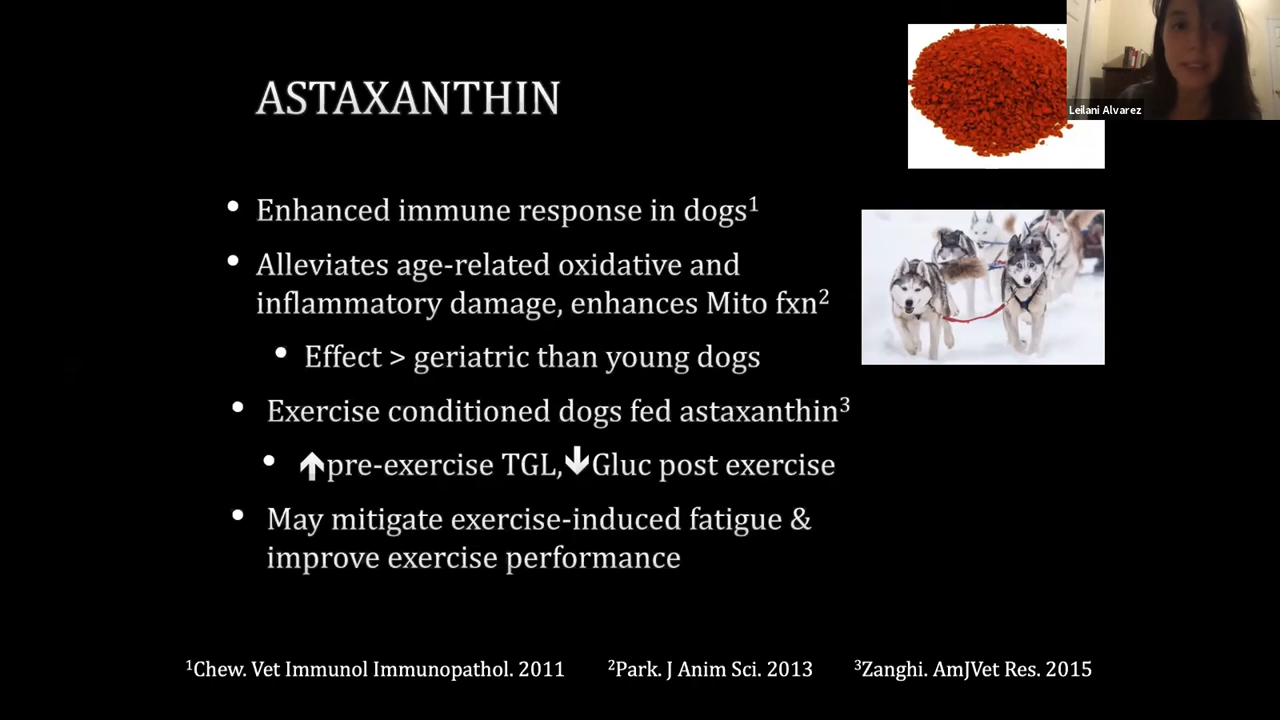 ASTAXANTHIN
Leilani Alvarez
• Enhanced immune response in dogs¹
• Alleviates age-related oxidative and
inflammatory damage, enhances Mito fxn²
• Effect > geriatric than young dogs
• Exercise conditioned dogs fed astaxanthin³
• ↑pre-exercise TGL,↓Gluc post exercise
• May mitigate exercise-induced fatigue &
improve exercise performance
¹Chew. Vet Immunol Immunopathol. 2011 ²Park. J Anim Sci. 2013 ³Zanghi. AmJVet Res. 2015